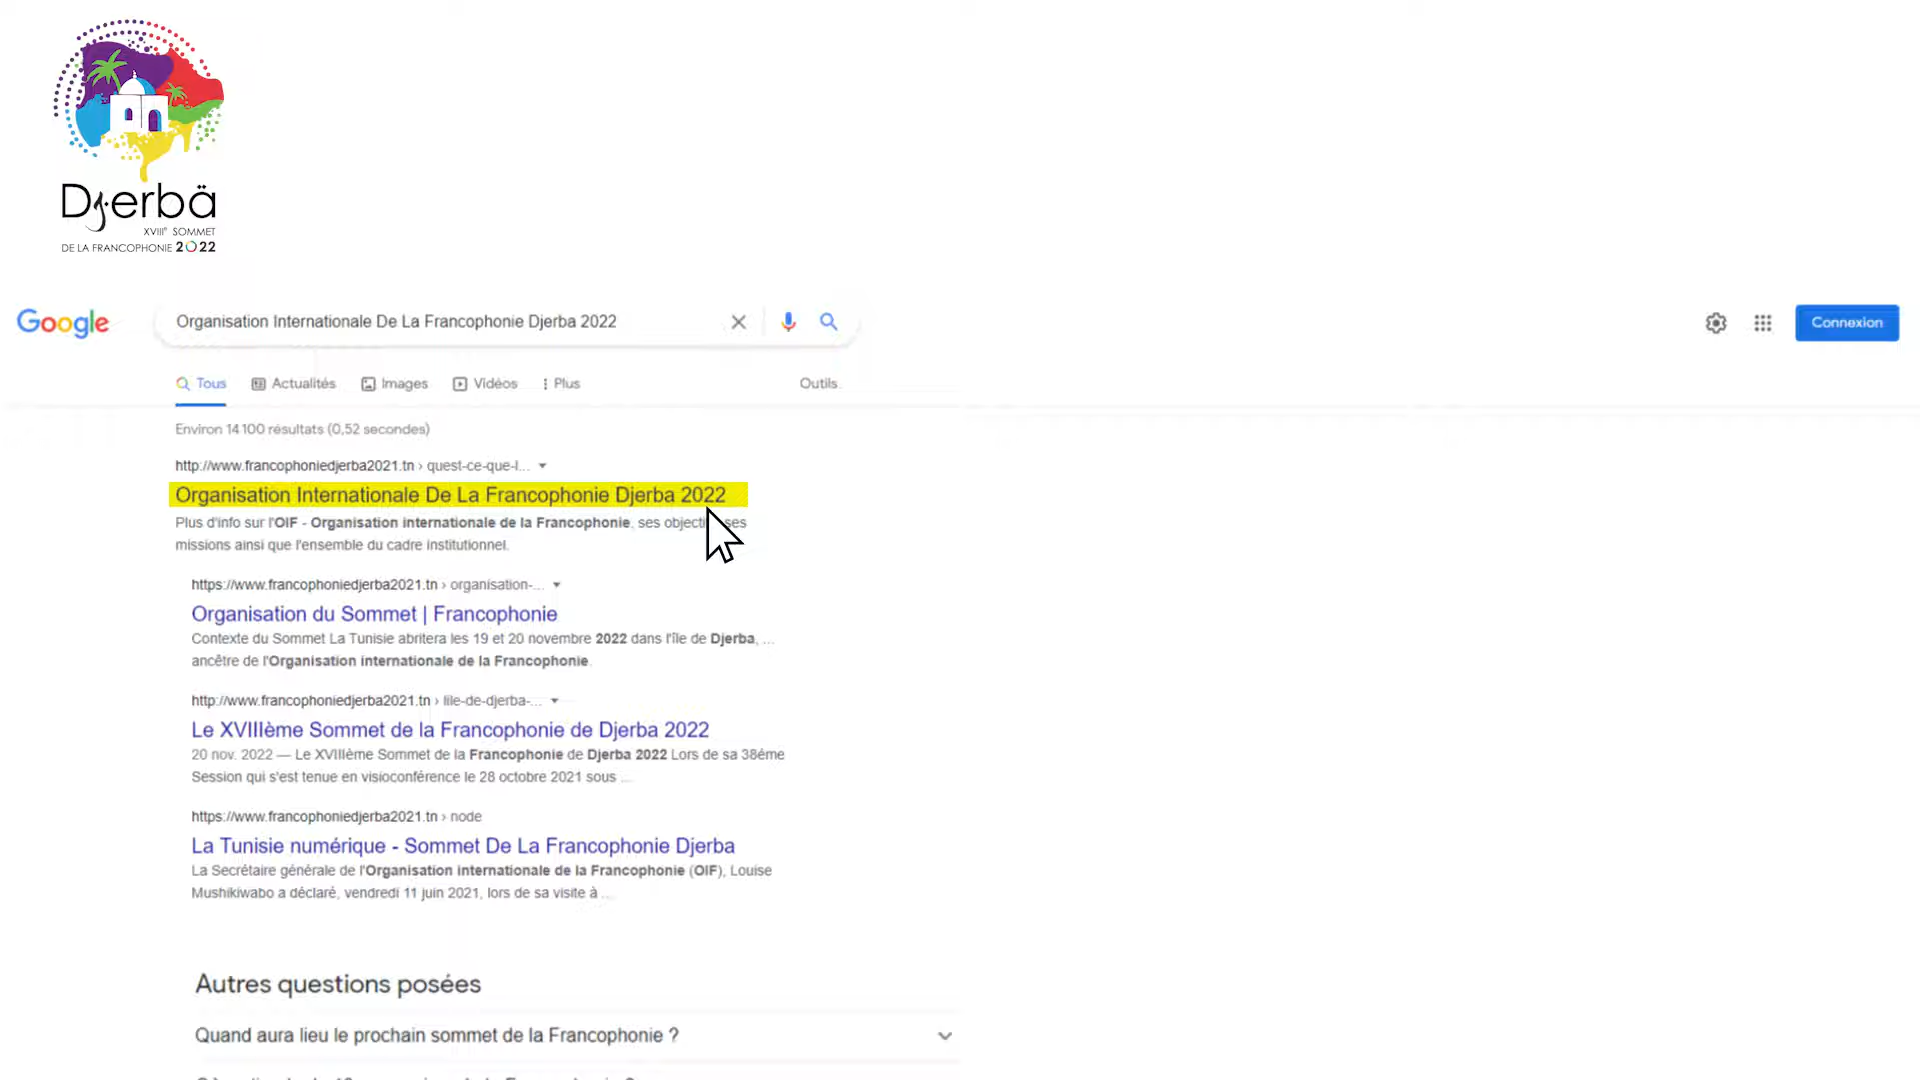 Djerbä
XVIIIᵉ SOMMET
DE LA FRANCOPHONIE 2022
Google
Organisation Internationale De La Francophonie Djerba 2022
Connexion
Tous Actualités Images Vidéos Plus Outils
Environ 14 100 résultats (0,52 secondes)
http://www.francophoniedjerba2021.tn › quest-ce-que-l...
Organisation Internationale De La Francophonie Djerba 2022
Plus d'info sur l'OIF - Organisation internationale de la Francophonie, ses ses
missions ainsi que l'ensemble du cadre institutionnel.
https://www.francophoniedjerba2021.tn › organisation-...
Organisation du Sommet | Francophonie
Contexte du Sommet La Tunisie abritera les 19 et 20 novembre 2022 dans l'île de Djerba, ...
ancêtre de l'Organisation internationale de la Francophonie.
http://www.francophoniedjerba2021.tn › lile-de-djerba-...
Le XVIIIème Sommet de la Francophonie de Djerba 2022
20 nov. 2022 — Le XVIIIème Sommet de la Francophonie de Djerba 2022 Lors de sa 38éme
Session qui s'est tenue en visioconférence le 28 octobre 2021 sous ...
https://www.francophoniedjerba2021.tn › node
La Tunisie numérique - Sommet De La Francophonie Djerba
La Secrétaire générale de l'Organisation internationale de la Francophonie (OIF), Louise
Mushikiwabo a déclaré, vendredi 11 juin 2021, lors de sa visite à ...
Autres questions posées
Quand aura lieu le prochain sommet de la Francophonie ?